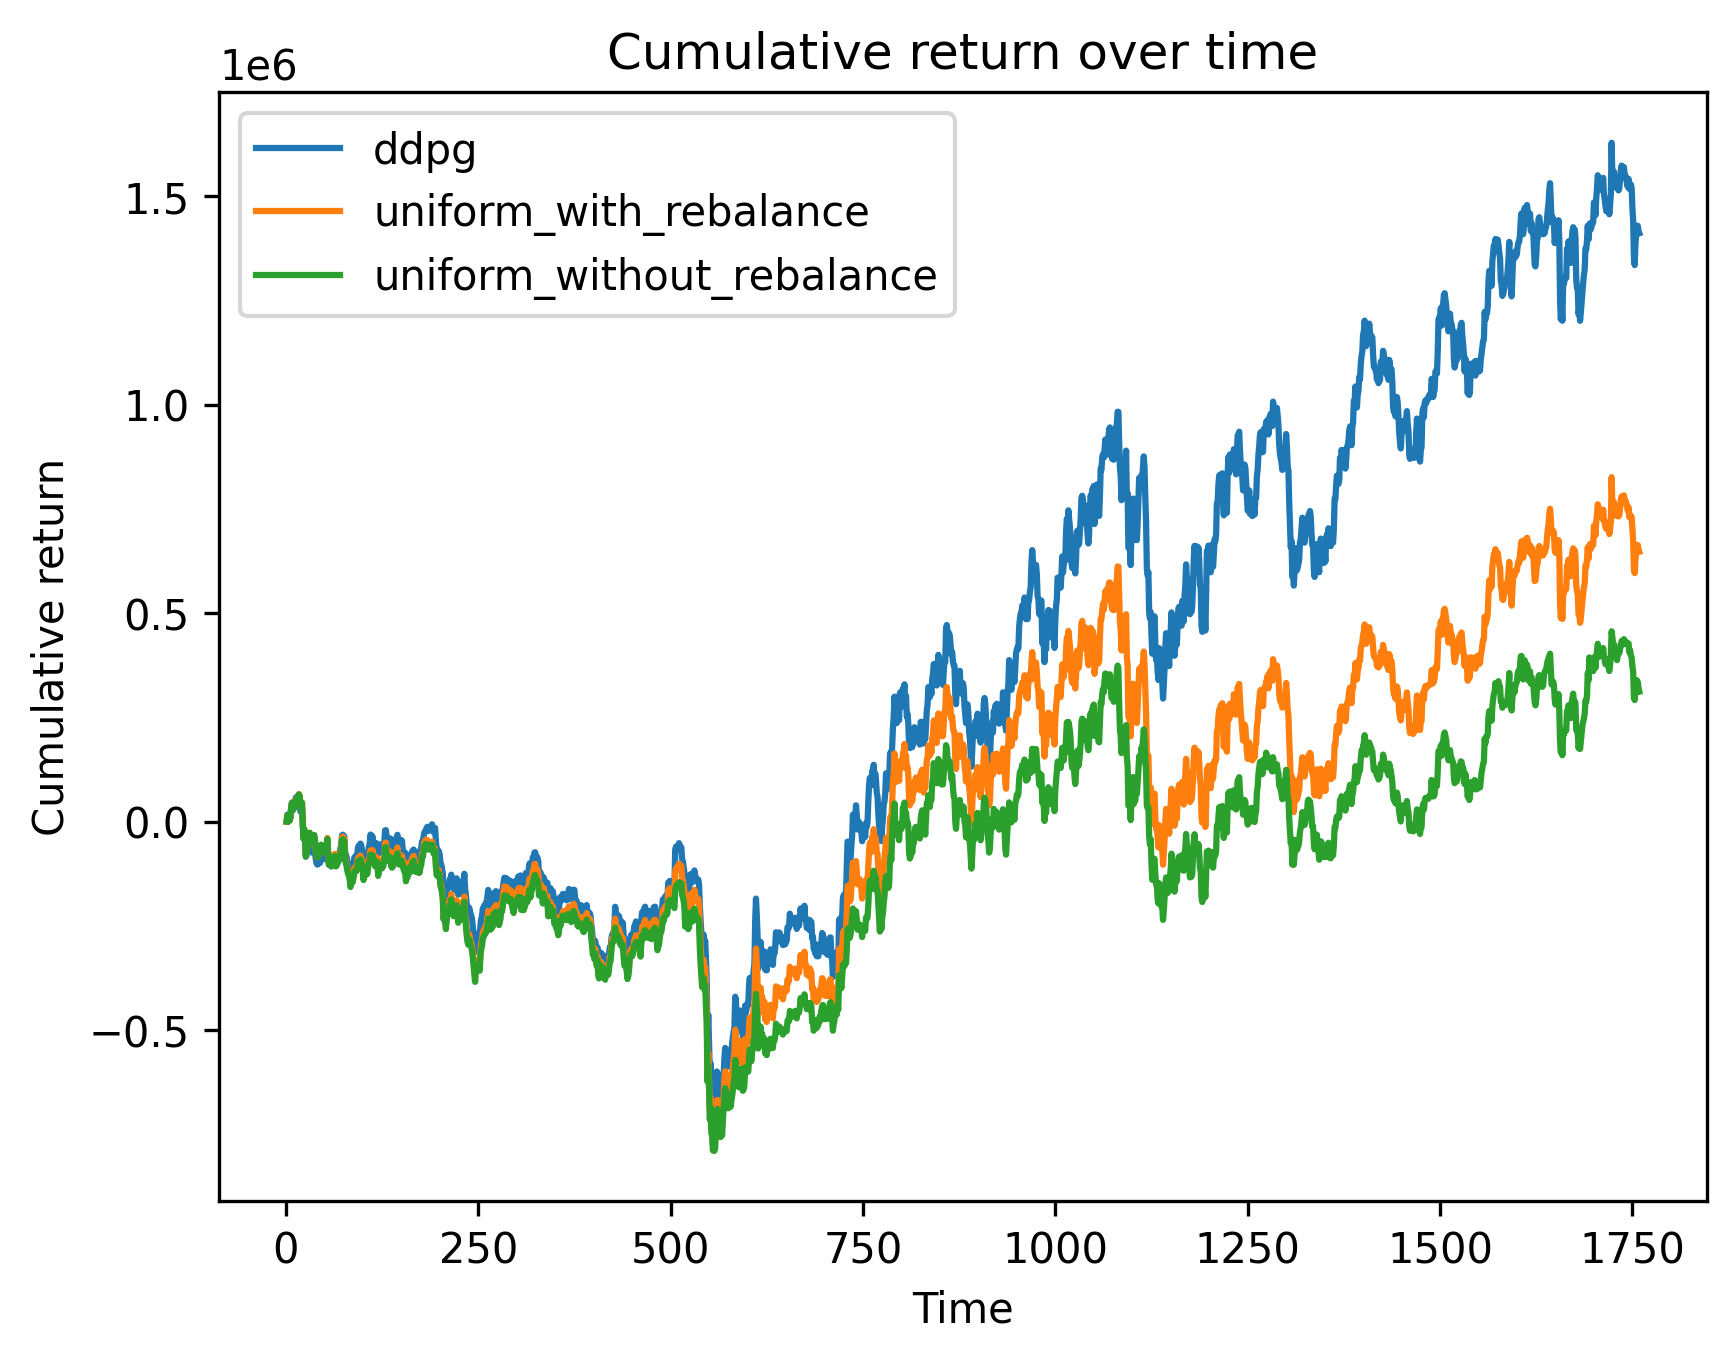 Cumulative return over time
1e6
ddpg
uniform_with_rebalance
uniform_without_rebalance
1.5
1.0
0.5
0.0
−0.5
Cumulative return
0 250 500 750 1000 1250 1500 1750
Time